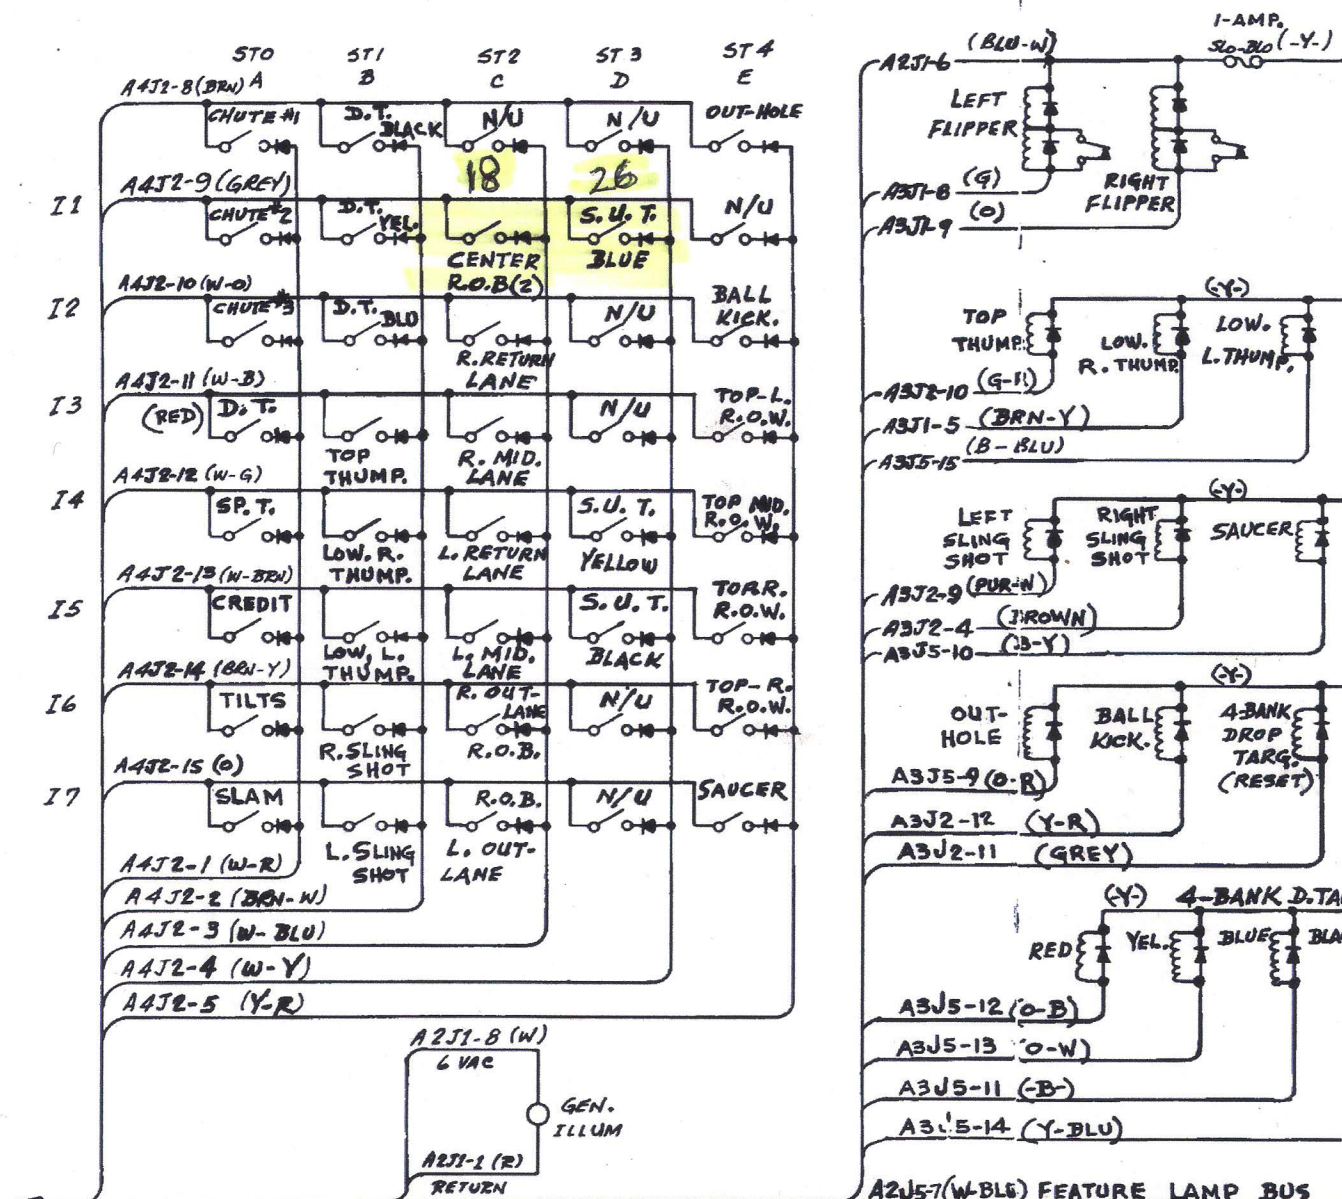 ST0 ST1 ST2 ST3 ST4
A B C D E
A4J2-8 (BRN)
CHUTE #1
D.T. BLACK
N/U
N/U
OUT-HOLE
18
26
I1
A4J2-9 (GREY)
CHUTE #2
D.T. YEL.
CENTER
R.O.B(2)
S.U.T.
BLUE
N/U
I2
A4J2-10 (W-O)
CHUTE #3
D.T. BLU
R. RETURN
LANE
N/U
BALL
KICK.
I3
A4J2-11 (W-B)
(RED) D.T.
TOP
THUMP.
R. MID.
LANE
N/U
TOP-L.
R.O.W.
I4
A4J2-12 (W-G)
SP. T.
LOW. R.
THUMP.
L. RETURN
LANE
S.U.T.
YELLOW
TOP MID.
R.O.W.
I5
A4J2-13 (W-BRN)
CREDIT
LOW. L.
THUMP.
L. MID.
LANE
S.U.T.
BLACK
R.O.W.
I6
A4J2-14 (BRN-Y)
TILTS
R. SLING
SHOT
R. OUT-
LANE
R.O.B.
N/U
TOP-R.
R.O.W.
I7
A4J2-15 (O)
SLAM
L. SLING
SHOT
R.O.B.
L. OUT-
LANE
N/U
SAUCER
A4J2-1 (W-R)
A4J2-2 (BRN-W)
A4J2-3 (W-BLU)
A4J2-4 (W-Y)
A4J2-5 (Y-R)
A2J1-8 (W)
6 VAC
GEN.
ILLUM
A2J1-1 (R)
RETURN
1-AMP.
SLO-BLO (-Y-)
A2J1-6 (BLU-W)
LEFT
FLIPPER
RIGHT
FLIPPER
A3J1-8 (G)
A3J1-9 (O)
(-Y-)
TOP
THUMP.
LOW.
R. THUMP.
LOW.
L. THUMP.
A3J2-10
A3J1-5 (BRN-Y)
A3J5-15 (B-BLU)
(-Y-)
LEFT
SLING
SHOT
RIGHT
SLING
SHOT
SAUCER
A3J2-9 (PUR-W)
A3J2-4 (BROWN)
A3J5-10 (B-Y)
(-Y-)
OUT-
HOLE
BALL
KICK.
4-BANK
DROP
TARG.
(RESET)
A3J5-9 (O-R)
A3J2-12 (Y-R)
A3J2-11 (GREY)
(-Y-) 4-BANK D.TA
RED YEL. BLUE BLA
A3J5-12 (O-B)
A3J5-13 (O-W)
A3J5-11 (-B-)
A3J5-14 (Y-BLU)
A2J5-7 (W-BLU) FEATURE LAMP BUS